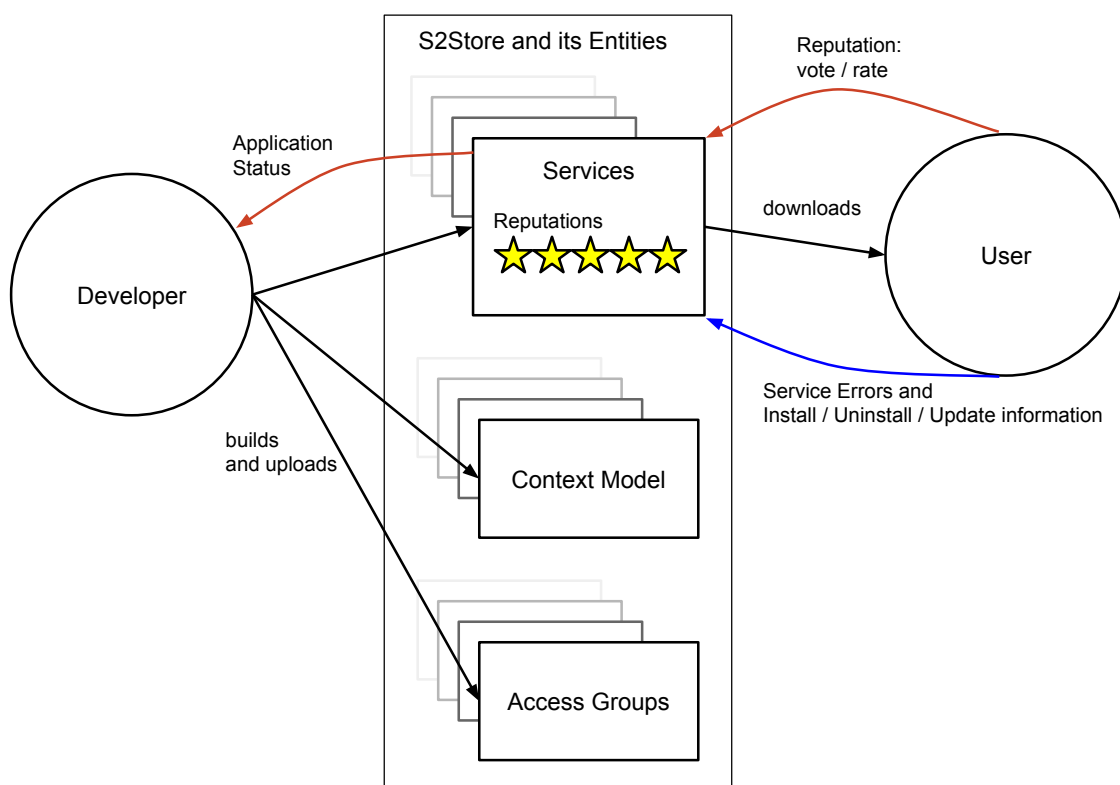 S2Store and its Entities
Reputation:
vote / rate
Application
Status
Services
Reputations
downloads
Developer
User
Service Errors and
Install / Uninstall / Update information
builds
and uploads
Context Model
Access Groups